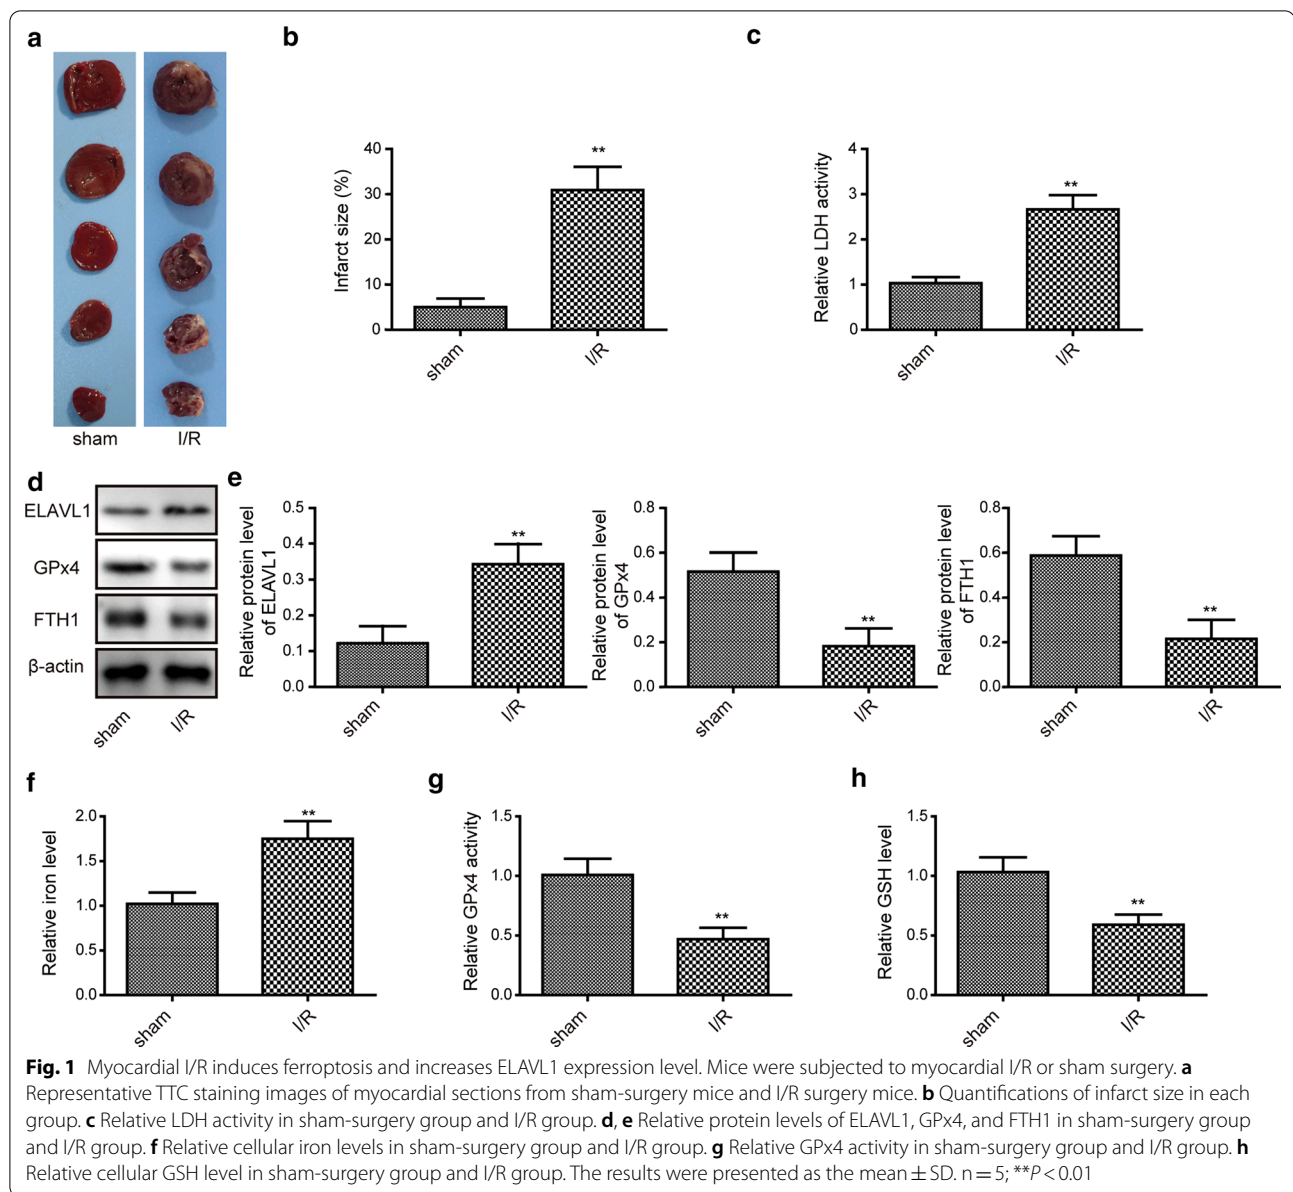 a
sham
I/R
b
Infarct size (%)
40
30
20
10
0
**
sham
I/R
c
Relative LDH activity
4
3
2
1
0
**
sham
I/R
d
ELAVL1
GPx4
FTH1
β-actin
sham
I/R
e
Relative protein level
of ELAVL1
0.5
0.4
0.3
0.2
0.1
0.0
**
sham
I/R
Relative protein level
of GPx4
0.8
0.6
0.4
0.2
0.0
**
sham
I/R
Relative protein level
of FTH1
0.8
0.6
0.4
0.2
0.0
**
sham
I/R
f
Relative iron level
2.0
1.5
1.0
0.5
0.0
**
sham
I/R
g
Relative GPx4 activity
1.5
1.0
0.5
0.0
**
sham
I/R
h
Relative GSH level
1.5
1.0
0.5
0.0
**
sham
I/R
Fig. 1 Myocardial I/R induces ferroptosis and increases ELAVL1 expression level. Mice were subjected to myocardial I/R or sham surgery. a
Representative TTC staining images of myocardial sections from sham-surgery mice and I/R surgery mice. b Quantifications of infarct size in each
group. c Relative LDH activity in sham-surgery group and I/R group. d, e Relative protein levels of ELAVL1, GPx4, and FTH1 in sham-surgery group
and I/R group. f Relative cellular iron levels in sham-surgery group and I/R group. g Relative GPx4 activity in sham-surgery group and I/R group. h
Relative cellular GSH level in sham-surgery group and I/R group. The results were presented as the mean ± SD. n = 5; **P < 0.01